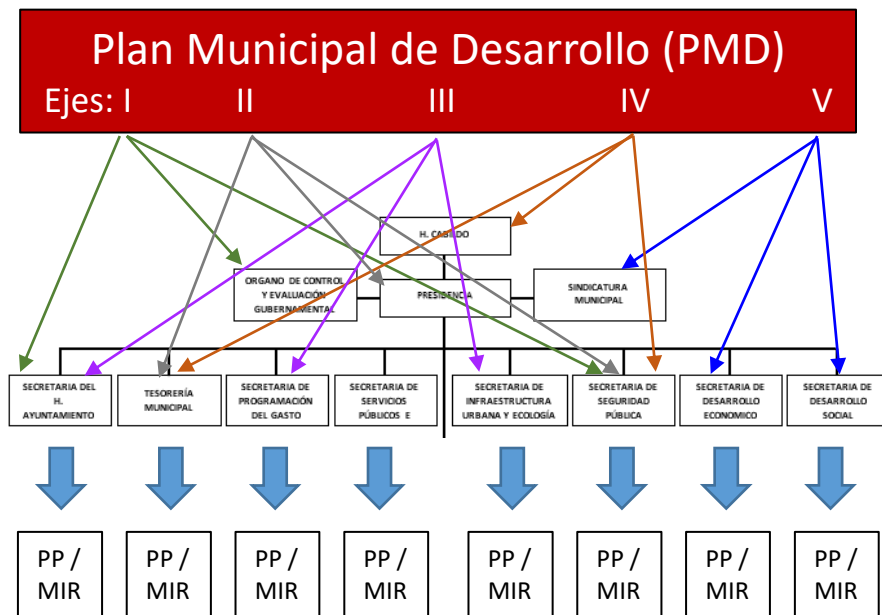 Plan Municipal de Desarrollo (PMD)
Ejes: I II III IV V
H. CABILDO
ORGANO DE CONTROL
Y EVALUACIÓN
GUBERNAMENTAL
PRESIDENCIA
SINDICATURA
MUNICIPAL
SECRETARIA DEL
H.
AYUNTAMIENTO
TESORERÍA
MUNICIPAL
SECRETARIA DE
PROGRAMACIÓN
DEL GASTO
SECRETARIA DE
SERVICIOS
PÚBLICOS E
SECRETARIA DE
INFRAESTRUCTURA
URBANA Y ECOLOGÍA
SECRETARIA DE
SEGURIDAD
PÚBLICA
SECRETARIA DE
DESARROLLO
ECONOMICO
SECRETARIA DE
DESARROLLO
SOCIAL
PP /
MIR
PP /
MIR
PP /
MIR
PP /
MIR
PP /
MIR
PP /
MIR
PP /
MIR
PP /
MIR